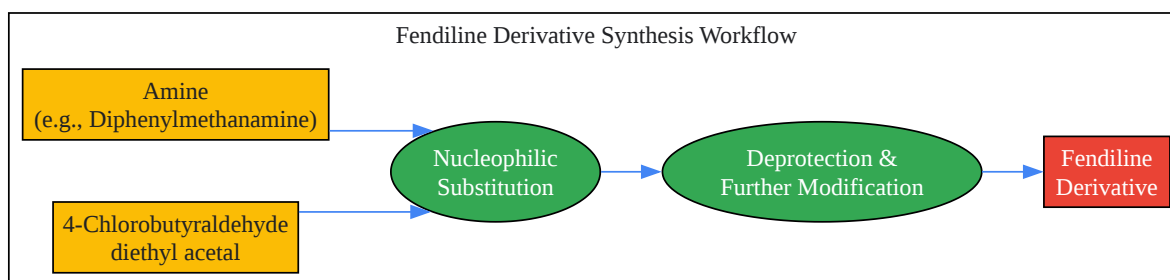 Fendiline Derivative Synthesis Workflow
Amine
(e.g., Diphenylmethanamine)
4-Chlorobutyraldehyde
diethyl acetal
Nucleophilic
Substitution
Deprotection &
Further Modification
Fendiline
Derivative